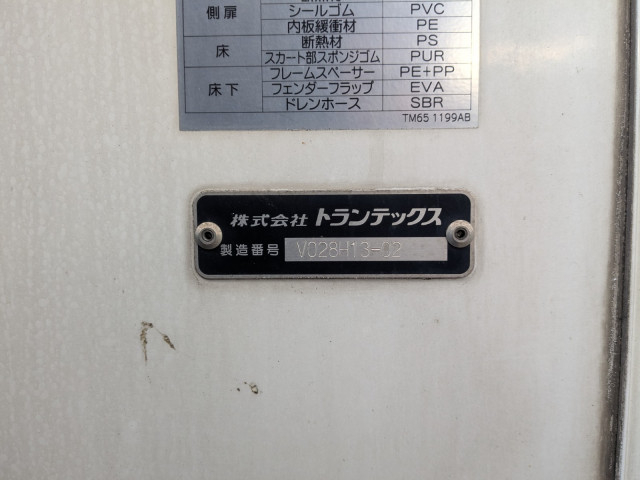 側扉 シールゴム PVC
内板緩衝材 PE
床 断熱材 PS
スカート部スポンジゴム PUR
床下 フレームスペーサー PE+PP
フェンダーフラップ EVA
ドレンホース SBR
TM65 1199AB
株式会社 トランテックス
製造番号 V028H13-02